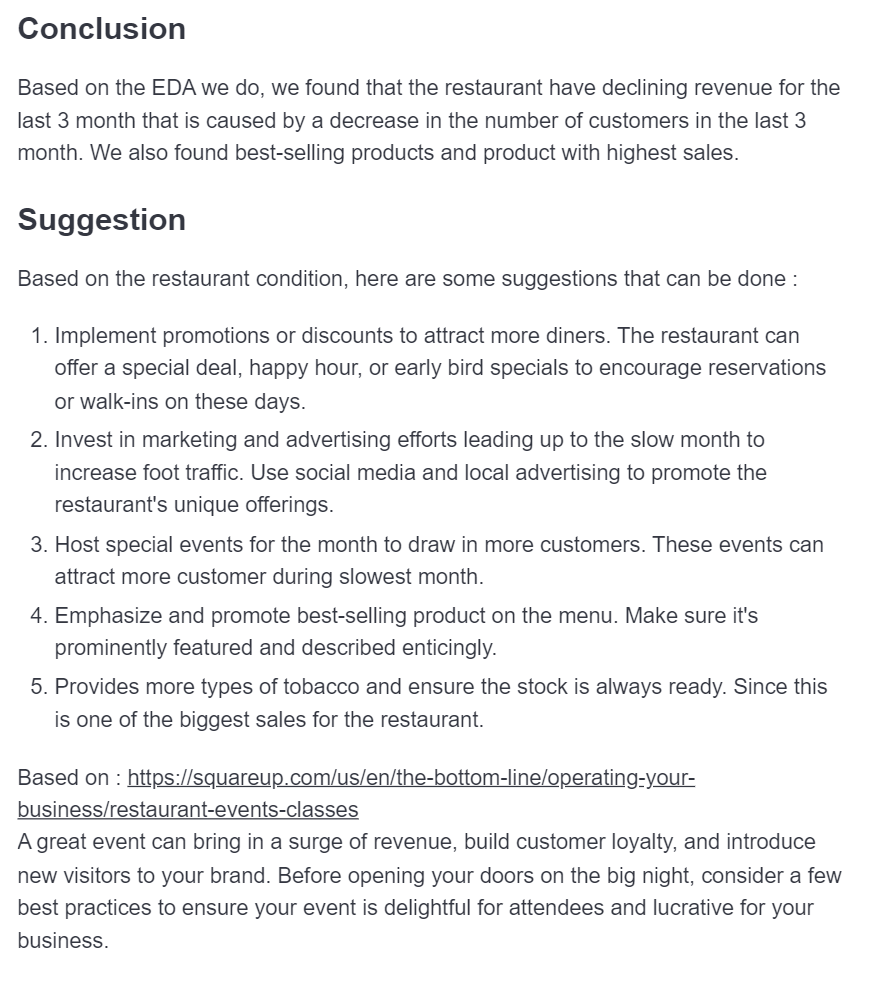 Conclusion
Based on the EDA we do, we found that the restaurant have declining revenue for the
last 3 month that is caused by a decrease in the number of customers in the last 3
month. We also found best-selling products and product with highest sales.
Suggestion
Based on the restaurant condition, here are some suggestions that can be done :
1. Implement promotions or discounts to attract more diners. The restaurant can
offer a special deal, happy hour, or early bird specials to encourage reservations
or walk-ins on these days.
2. Invest in marketing and advertising efforts leading up to the slow month to
increase foot traffic. Use social media and local advertising to promote the
restaurant's unique offerings.
3. Host special events for the month to draw in more customers. These events can
attract more customer during slowest month.
4. Emphasize and promote best-selling product on the menu. Make sure it's
prominently featured and described enticingly.
5. Provides more types of tobacco and ensure the stock is always ready. Since this
is one of the biggest sales for the restaurant.
Based on : https://squareup.com/us/en/the-bottom-line/operating-your-
business/restaurant-events-classes
A great event can bring in a surge of revenue, build customer loyalty, and introduce
new visitors to your brand. Before opening your doors on the big night, consider a few
best practices to ensure your event is delightful for attendees and lucrative for your
business.